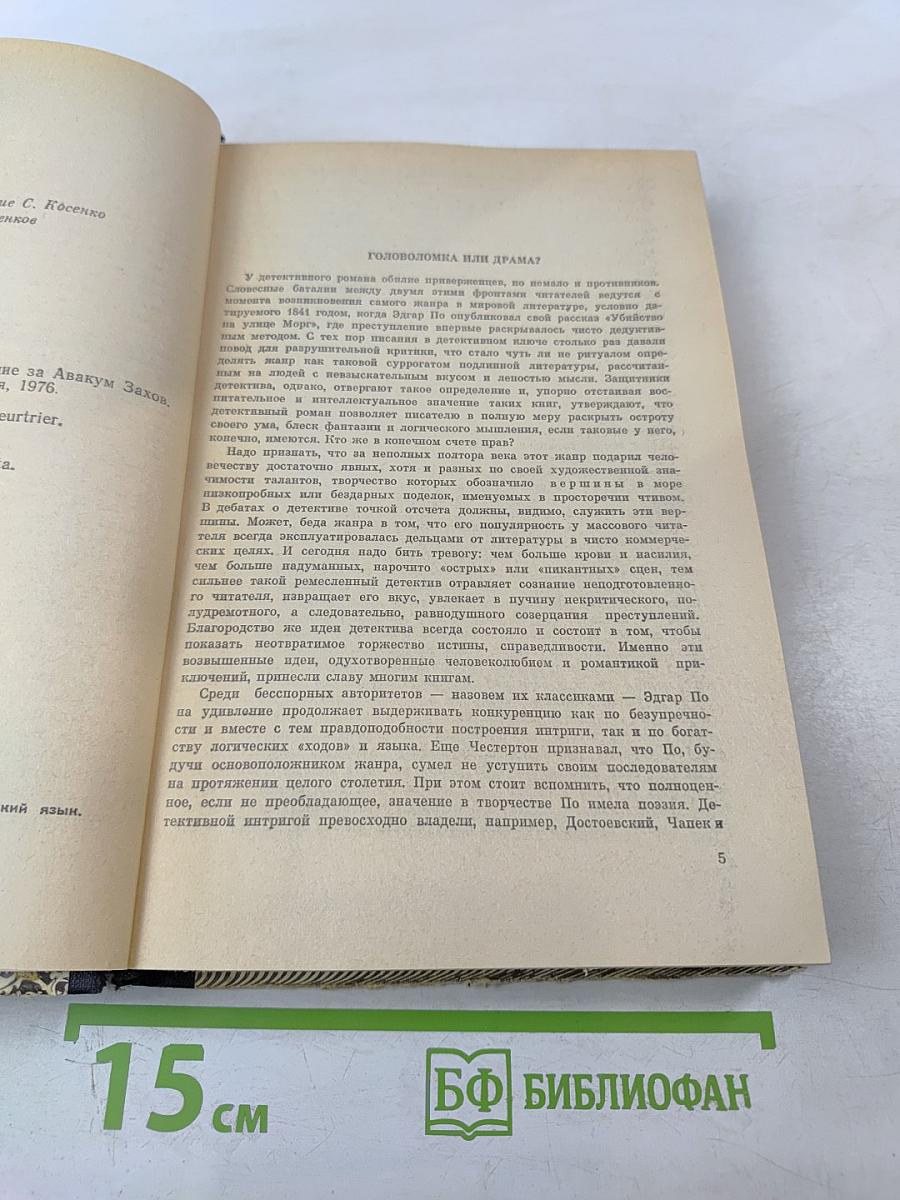 ие С. Косенко
енков
ие за Авакум Захов.
я, 1976.
eurtrier.
а.
кий язык.
ГОЛОВОЛОМКА ИЛИ ДРАМА?
У детективного романа обилие приверженцев, но немало и противников.
Словесные баталии между двумя этими фронтами читателей ведутся с
момента возникновения самого жанра в мировой литературе, условно да-
тируемого 1841 годом, когда Эдгар По опубликовал свой рассказ «Убийство
на улице Морг», где преступление впервые раскрывалось чисто дедуктив-
ным методом. С тех пор писания в детективном ключе столько раз давали
повод для разрушительной критики, что стало чуть ли не ритуалом опре-
делять жанр как таковой суррогатом подлинной литературы, рассчитан-
ным на людей с невзыскательным вкусом и леностью мысли. Защитники
детектива, однако, отвергают такое определение и, упорно отстаивая вос-
питательное и интеллектуальное значение таких книг, утверждают, что
детективный роман позволяет писателю в полную меру раскрыть остроту
своего ума, блеск фантазии и логического мышления, если таковые у него,
конечно, имеются. Кто же в конечном счете прав?
Надо признать, что за неполных полтора века этот жанр подарил чело-
вечеству достаточно явных, хотя и разных по своей художественной зна-
чимости талантов, творчество которых обозначило вершины в море
низкопробных или бездарных поделок, именуемых в просторечии чтивом.
В дебатах о детективе точкой отсчета должны, видимо, служить эти вер-
шины. Может, беда жанра в том, что его популярность у массового чита-
теля всегда эксплуатировалась дельцами от литературы в чисто коммерче-
ских целях. И сегодня надо бить тревогу: чем больше крови и насилия,
чем больше надуманных, нарочито «острых» или «пикантных» сцен, тем
сильнее такой ремесленный детектив отравляет сознание неподготовленно-
го читателя, извращает его вкус, увлекает в пучину некритического, по-
лудремотного, а следовательно, равнодушного созерцания преступлений.
Благородство же идеи детектива всегда состояло и состоит в том, чтобы
показать неотвратимое торжество истины, справедливости. Именно эти
возвышенные идеи, одухотворенные человеколюбием и романтикой при-
ключений, принесли славу многим книгам.
Среди бесспорных авторитетов — назовем их классиками — Эдгар По
на удивление продолжает выдерживать конкуренцию как по безупречно-
сти и вместе с тем правдоподобности построения интриги, так и по богат-
ству логических «ходов» и языка. Еще Честертон признавал, что По, бу-
дучи основоположником жанра, сумел не уступить своим последователям
на протяжении целого столетия. При этом стоит вспомнить, что полноцен-
ное, если не преобладающее, значение в творчестве По имела поэзия. Де-
тективной интригой превосходно владели, например, Достоевский, Чапек и
5
15 см
БФ БИБЛИОФАН